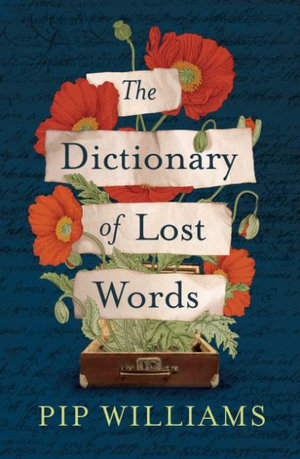 The
Dictionary
of Lost
Words
PIP WILLIAMS